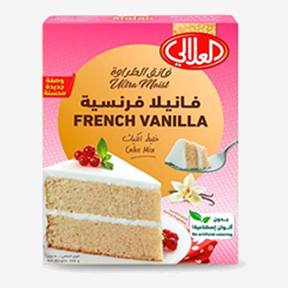 العلالي
وصفة
جديدة
محسنة
فائق الطراوة
Ultra Moist
فانيلا فرنسية
FRENCH VANILLA
خليط الكيك
Cake Mix
بدون
ألوان إصطناعية
No artificial coloring